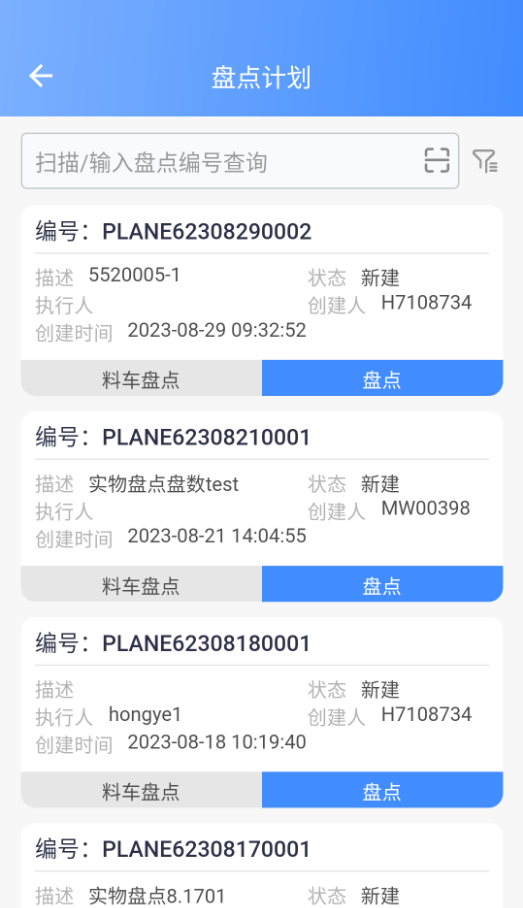 盘点计划
扫描/输入盘点编号查询
编号：PLANE62308290002
描述 5520005-1 状态 新建
执行人 创建人 H7108734
创建时间 2023-08-29 09:32:52
料车盘点 盘点
编号：PLANE62308210001
描述 实物盘点盘数test 状态 新建
执行人 创建人 MW00398
创建时间 2023-08-21 14:04:55
料车盘点 盘点
编号：PLANE62308180001
描述 状态 新建
执行人 hongye1 创建人 H7108734
创建时间 2023-08-18 10:19:40
料车盘点 盘点
编号：PLANE62308170001
描述 实物盘点8.1701 状态 新建